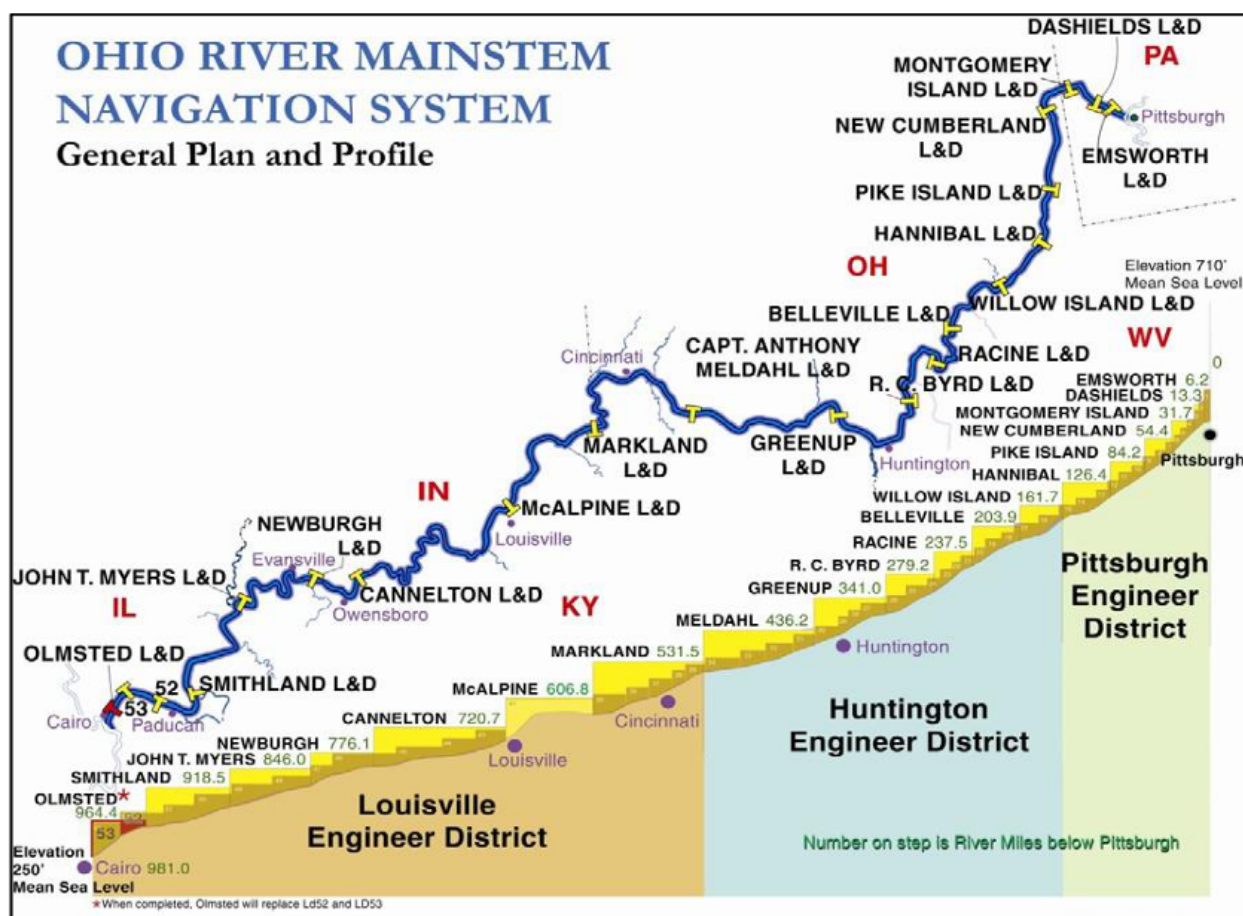 OHIO RIVER MAINSTEM
NAVIGATION SYSTEM
General Plan and Profile
DASHIELDS L&D
PA
MONTGOMERY
ISLAND L&D
Pittsburgh
NEW CUMBERLAND
L&D
EMSWORTH
L&D
PIKE ISLAND L&D
HANNIBAL L&D
OH
Elevation 710'
Mean Sea Level
WILLOW ISLAND L&D
BELLEVILLE L&D
WV
CAPT. ANTHONY
MELDAHL L&D
Cincinnati
RACINE L&D
R. C. BYRD L&D
0
EMSWORTH 6.2
DASHIELDS 13.3
MONTGOMERY ISLAND 31.7
NEW CUMBERLAND 54.4
PIKE ISLAND 84.2
HANNIBAL 126.4
WILLOW ISLAND 161.7
BELLEVILLE 203.9
RACINE 237.5
R. C. BYRD 279.2
GREENUP 341.0
MELDAHL 436.2
MARKLAND 531.5
McALPINE 606.8
CANNELTON 720.7
NEWBURGH 776.1
JOHN T. MYERS 846.0
SMITHLAND 918.5
OLMSTED*
964.4
52
53
Pittsburgh
MARKLAND
L&D
GREENUP
L&D
Huntington
IN
McALPINE L&D
Louisville
NEWBURGH
L&D
Evansville
JOHN T. MYERS L&D
CANNELTON L&D
Owensboro
IL
KY
OLMSTED L&D
52
SMITHLAND L&D
53
Cairo
Paducah
Huntington
Cincinnati
Louisville
Pittsburgh
Engineer
District
Huntington
Engineer District
Louisville
Engineer District
Number on step is River Miles below Pittsburgh
Elevation
250'
Mean Sea Level
Cairo 981.0
*When completed, Olmsted will replace Ld52 and LD53